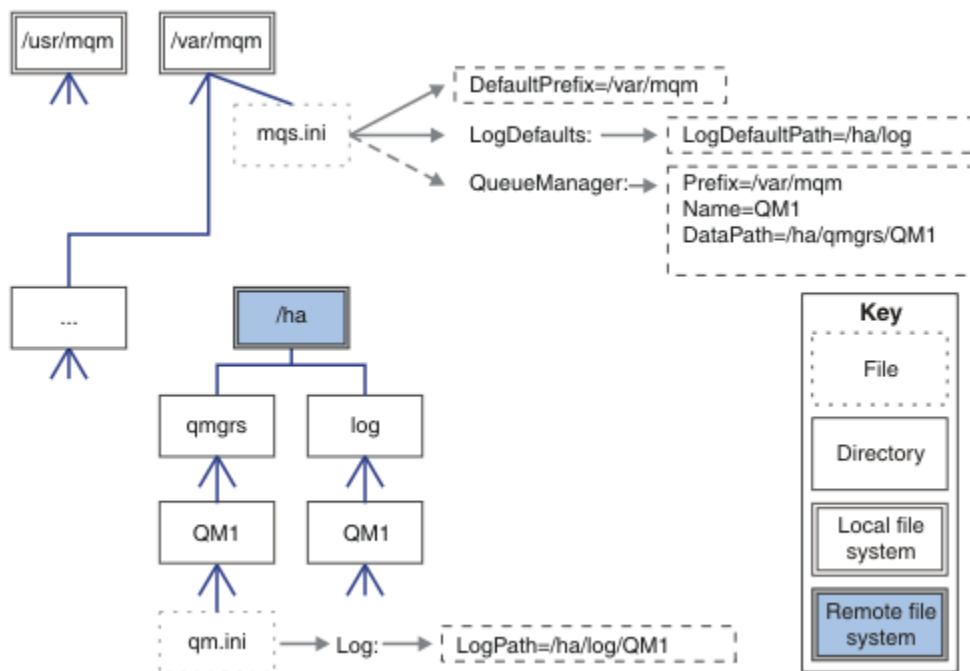 /usr/mqm
/var/mqm
mqs.ini
DefaultPrefix=/var/mqm
LogDefaults:
LogDefaultPath=/ha/log
QueueManager:
Prefix=/var/mqm
Name=QM1
DataPath=/ha/qmgrs/QM1
...
/ha
qmgrs
log
QM1
QM1
qm.ini
Log:
LogPath=/ha/log/QM1
Key
File
Directory
Local file
system
Remote file
system